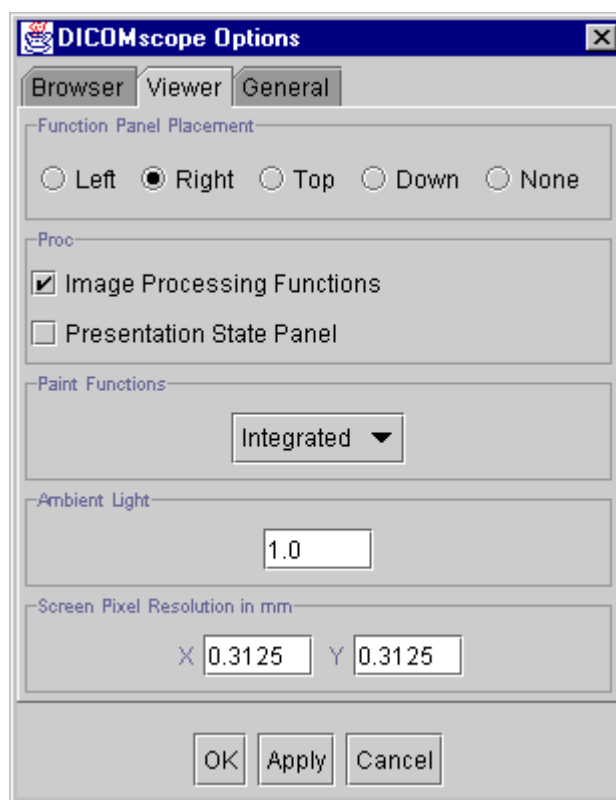 DICOMscope Options
Browser Viewer General
Function Panel Placement
Left Right Top Down None
Proc
Image Processing Functions
Presentation State Panel
Paint Functions
Integrated
Ambient Light
1.0
Screen Pixel Resolution in mm
X 0.3125 Y 0.3125
OK Apply Cancel